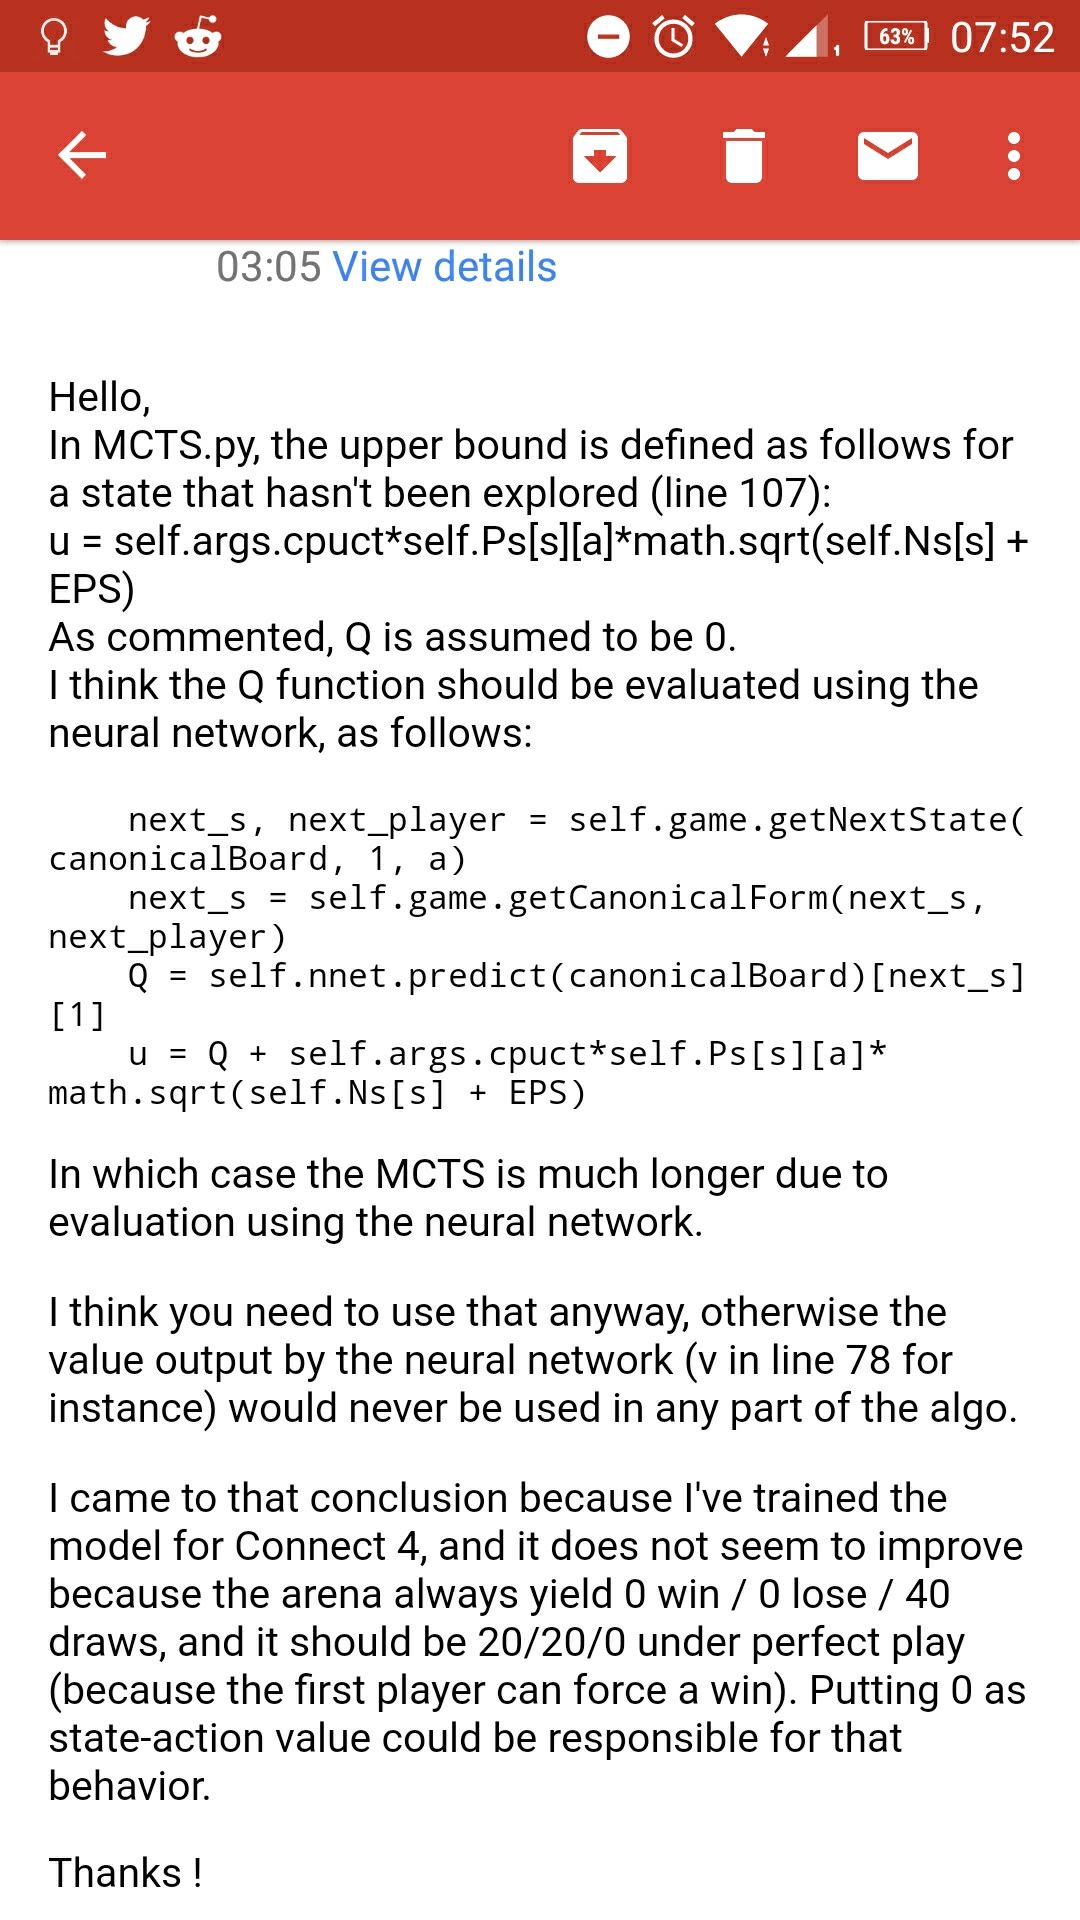 63% 07:52
03:05 View details
Hello,
In MCTS.py, the upper bound is defined as follows for
a state that hasn't been explored (line 107):
u = self.args.cpuct*self.Ps[s][a]*math.sqrt(self.Ns[s] +
EPS)
As commented, Q is assumed to be 0.
I think the Q function should be evaluated using the
neural network, as follows:
next_s, next_player = self.game.getNextState(
canonicalBoard, 1, a)
next_s = self.game.getCanonicalForm(next_s,
next_player)
Q = self.nnet.predict(canonicalBoard)[next_s]
[1]
u = Q + self.args.cpuct*self.Ps[s][a]*
math.sqrt(self.Ns[s] + EPS)
In which case the MCTS is much longer due to
evaluation using the neural network.
I think you need to use that anyway, otherwise the
value output by the neural network (v in line 78 for
instance) would never be used in any part of the algo.
I came to that conclusion because I've trained the
model for Connect 4, and it does not seem to improve
because the arena always yield 0 win / 0 lose / 40
draws, and it should be 20/20/0 under perfect play
(because the first player can force a win). Putting 0 as
state-action value could be responsible for that
behavior.
Thanks !